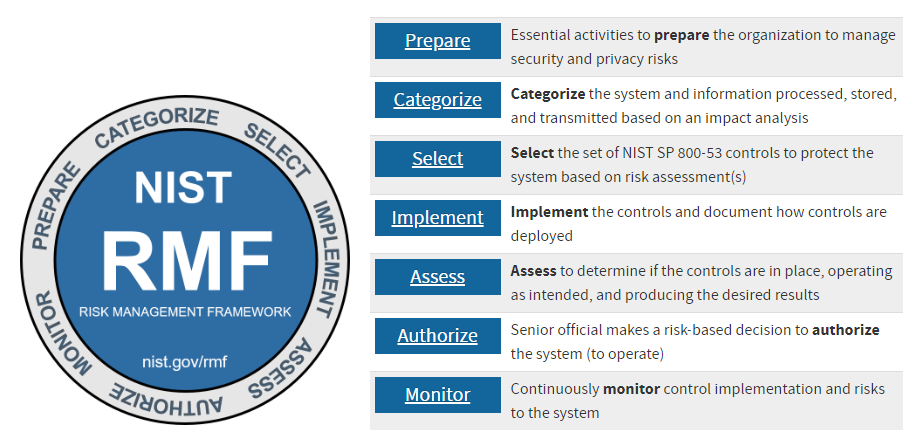 PREPARE
CATEGORIZE
SELECT
IMPLEMENT
ASSESS
AUTHORIZE
MONITOR
NIST
RMF
RISK MANAGEMENT FRAMEWORK
nist.gov/rmf
Prepare
Essential activities to prepare the organization to manage
security and privacy risks
Categorize
Categorize the system and information processed, stored,
and transmitted based on an impact analysis
Select
Select the set of NIST SP 800-53 controls to protect the
system based on risk assessment(s)
Implement
Implement the controls and document how controls are
deployed
Assess
Assess to determine if the controls are in place, operating
as intended, and producing the desired results
Authorize
Senior official makes a risk-based decision to authorize
the system (to operate)
Monitor
Continuously monitor control implementation and risks
to the system